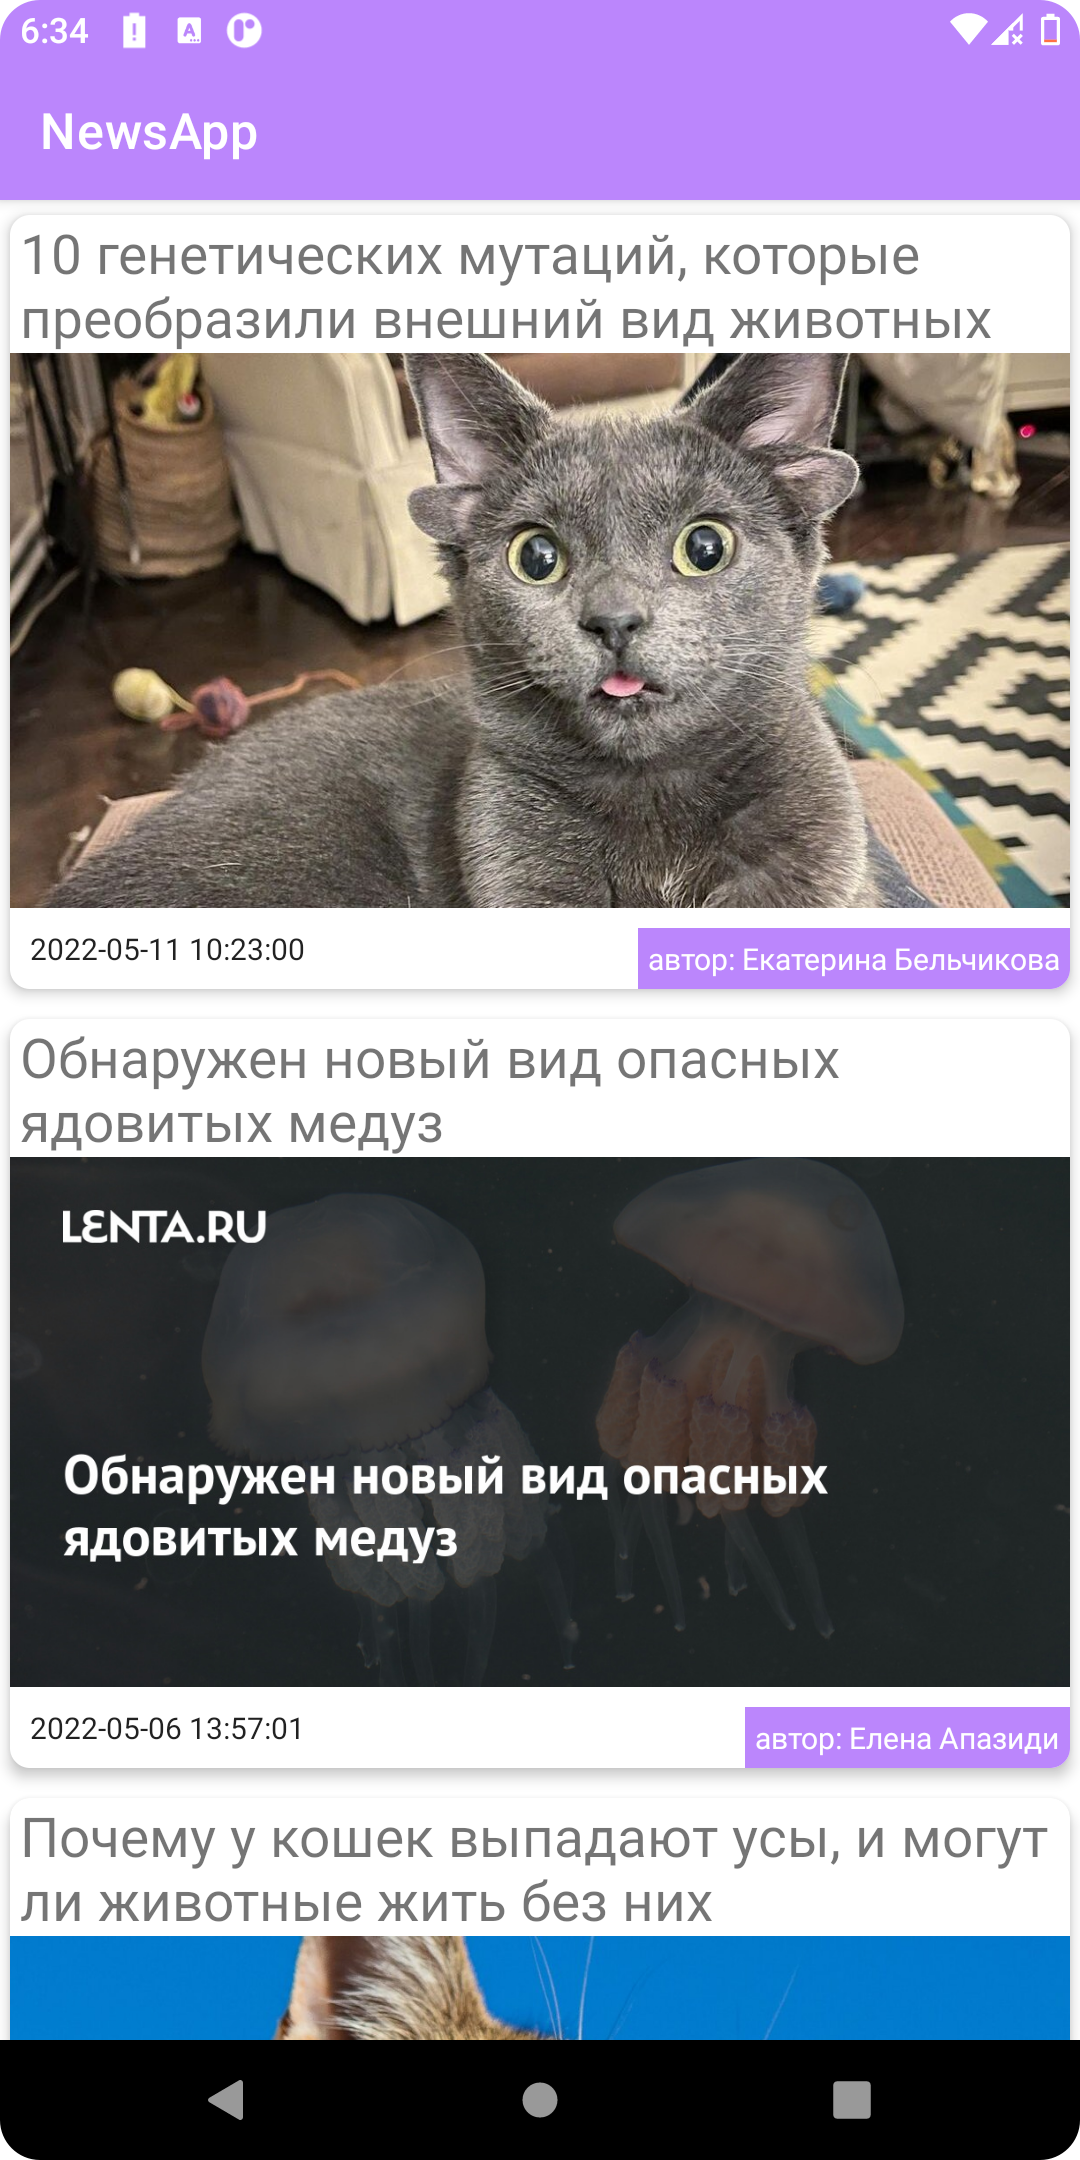 6:34
NewsApp
10 генетических мутаций, которые
преобразили внешний вид животных
2022-05-11 10:23:00
автор: Екатерина Бельчикова
Обнаружен новый вид опасных
ядовитых медуз
LENTA.RU
Обнаружен новый вид опасных
ядовитых медуз
2022-05-06 13:57:01
автор: Елена Апазиди
Почему у кошек выпадают усы, и могут
ли животные жить без них